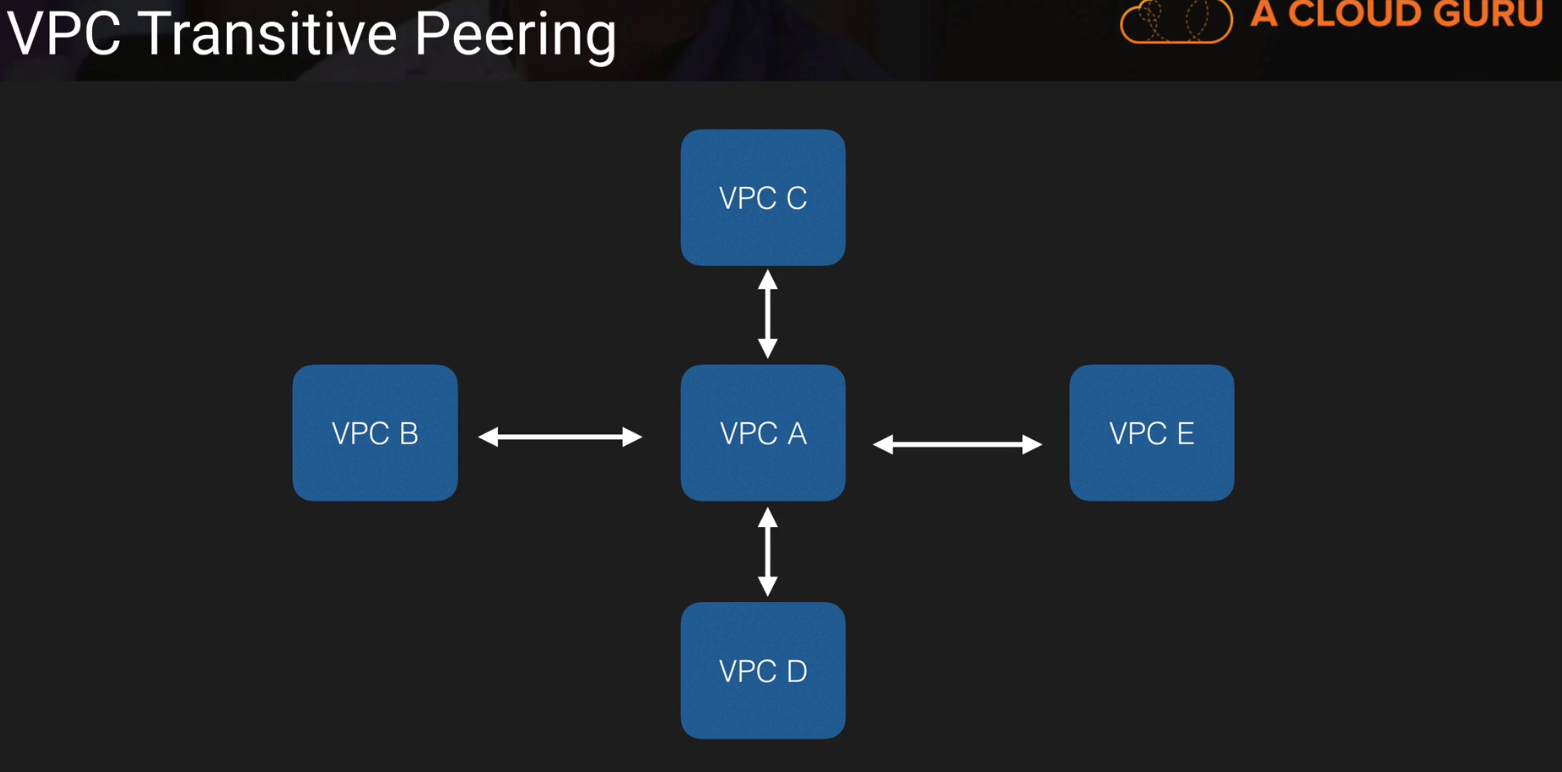 VPC Transitive Peering
A CLOUD GURU
VPC C
VPC B
VPC A
VPC E
VPC D